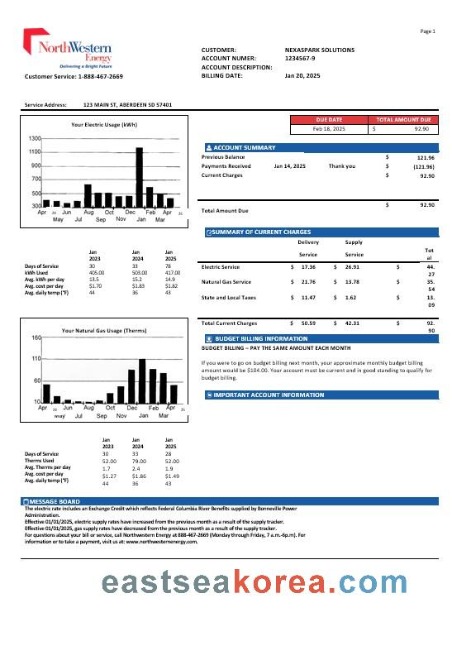 Page 1
NorthWestern
Energy
Delivering a Bright Future
Customer Service: 1-888-467-2669
CUSTOMER: NEXASPARK SOLUTIONS
ACCOUNT NUMER: 1234567-9
ACCOUNT DESCRIPTION:
BILLING DATE: Jan 20, 2025
Service Address: 123 MAIN ST, ABERDEEN SD 57401
DUE DATE TOTAL AMOUNT DUE
Feb 18, 2025 $ 92.90
Your Electric Usage (kWh)
1300
1100
900
700
500
300
Apr Jun Aug Oct Dec Feb Apr
May Jul Sep Nov Jan Mar
ACCOUNT SUMMARY
Previous Balance $ 121.96
Payments Received Jan 14, 2025 Thank you $ (121.96)
Current Charges $ 92.90
Total Amount Due $ 92.90
Jan Jan Jan
2023 2024 2025
Days of Service 30 33
kWh Used 405.00 503.00 417.00
Avg. kWh per day 13.5 15.2 14.9
Avg. cost per day $1.70 $1.83 $1.82
Avg. daily temp (°F) 44 36 43
SUMMARY OF CURRENT CHARGES
Delivery Supply
Service Service Tot
al
Electric Service $ 17.36 $ 26.91 $ 44.
27
Natural Gas Service $ 21.76 $ 13.78 $ 35.
54
State and Local Taxes $ 11.47 $ 1.62 $ 13.
09
Total Current Charges $ 50.59 $ 42.31 $ 92.
90
Your Natural Gas Usage (Therms)
160
110
60
10
Apr Jun Aug Oct Dec Feb Apr
May Jul Sep Nov Jan Mar
BUDGET BILLING INFORMATION
BUDGET BILLING – PAY THE SAME AMOUNT EACH MONTH
If you were to go on budget billing next month, your approximate monthly budget billing
amount would be $104.00. Your account must be current and in good standing to qualify for
budget billing.
IMPORTANT ACCOUNT INFORMATION
Jan Jan Jan
2023 2024 2025
Days of Service 30 33 28
Therms Used 52.00 79.00 52.00
Avg. Therms per day 1.7 2.4 1.9
Avg. cost per day $1.27 $1.86 $1.49
Avg. daily temp (°F) 44 36 43
MESSAGE BOARD
The electric rate includes an Exchange Credit which reflects Federal Columbia River Benefits supplied by Bonneville Power
Administration.
Effective 01/01/2025, electric supply rates have increased from the previous month as a result of the supply tracker.
Effective 01/01/2025, gas supply rates have decreased from the previous month as a result of the supply tracker.
For questions about your bill or service, call NorthWestern Energy at 888-467-2669 (Monday through Friday, 7 a.m.-6p.m). For
information or to make a payment, visit us at: www.northwesternenergy.com.
eastseakorea.com